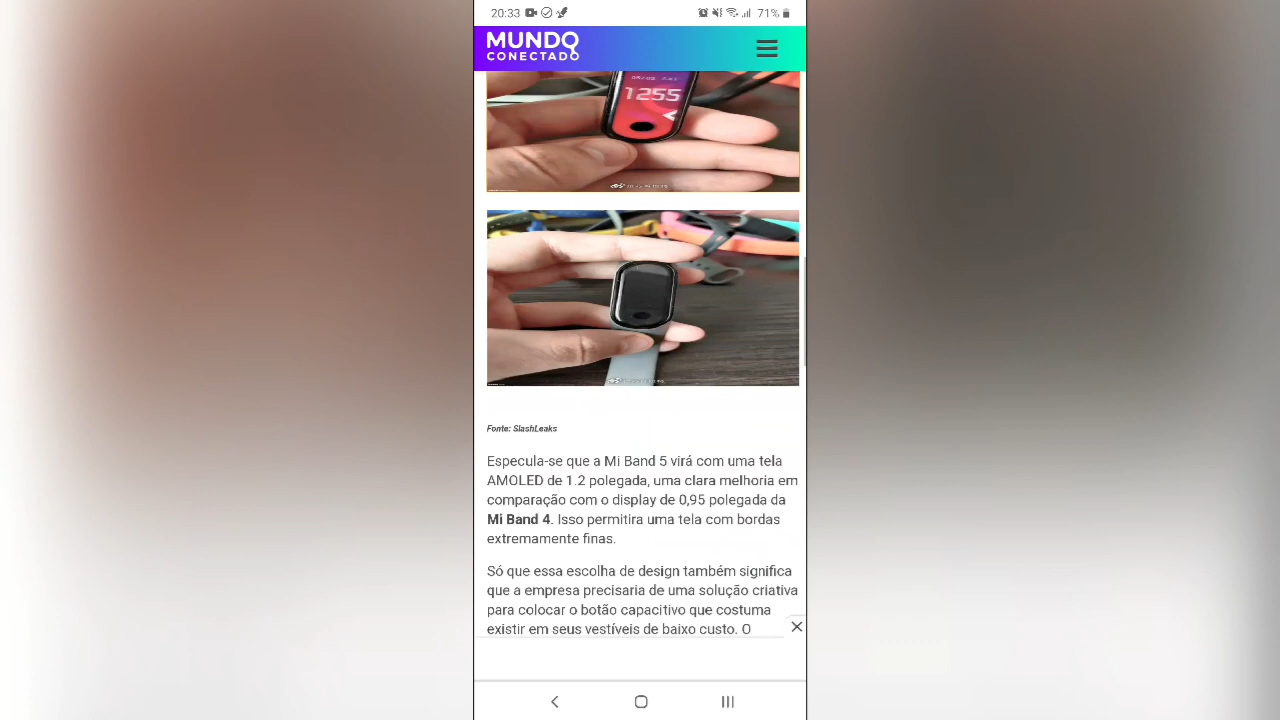 20:33
71%
MUNDO
CONECTADO
1255
Fonte: SlashLeaks
Especula-se que a Mi Band 5 virá com uma tela
AMOLED de 1.2 polegada, uma clara melhoria em
comparação com o display de 0,95 polegada da
Mi Band 4. Isso permitira uma tela com bordas
extremamente finas.
Só que essa escolha de design também significa
que a empresa precisaria de uma solução criativa
para colocar o botão capacitivo que costuma
existir em seus vestíveis de baixo custo. O